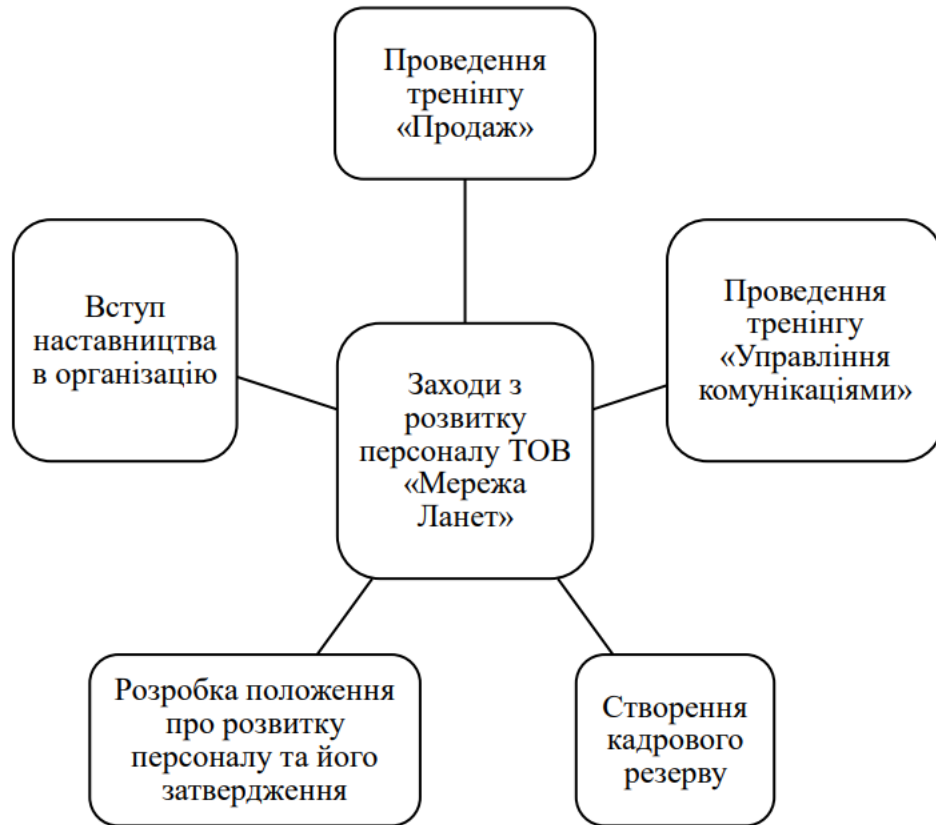 Проведення
тренінгу
«Продаж»
Вступ
наставництва
в організацію
Проведення
тренінгу
«Управління
комунікаціями»
Заходи з
розвитку
персоналу ТОВ
«Мережа
Ланет»
Розробка положення
про розвитку
персоналу та його
затвердження
Створення
кадрового
резерву